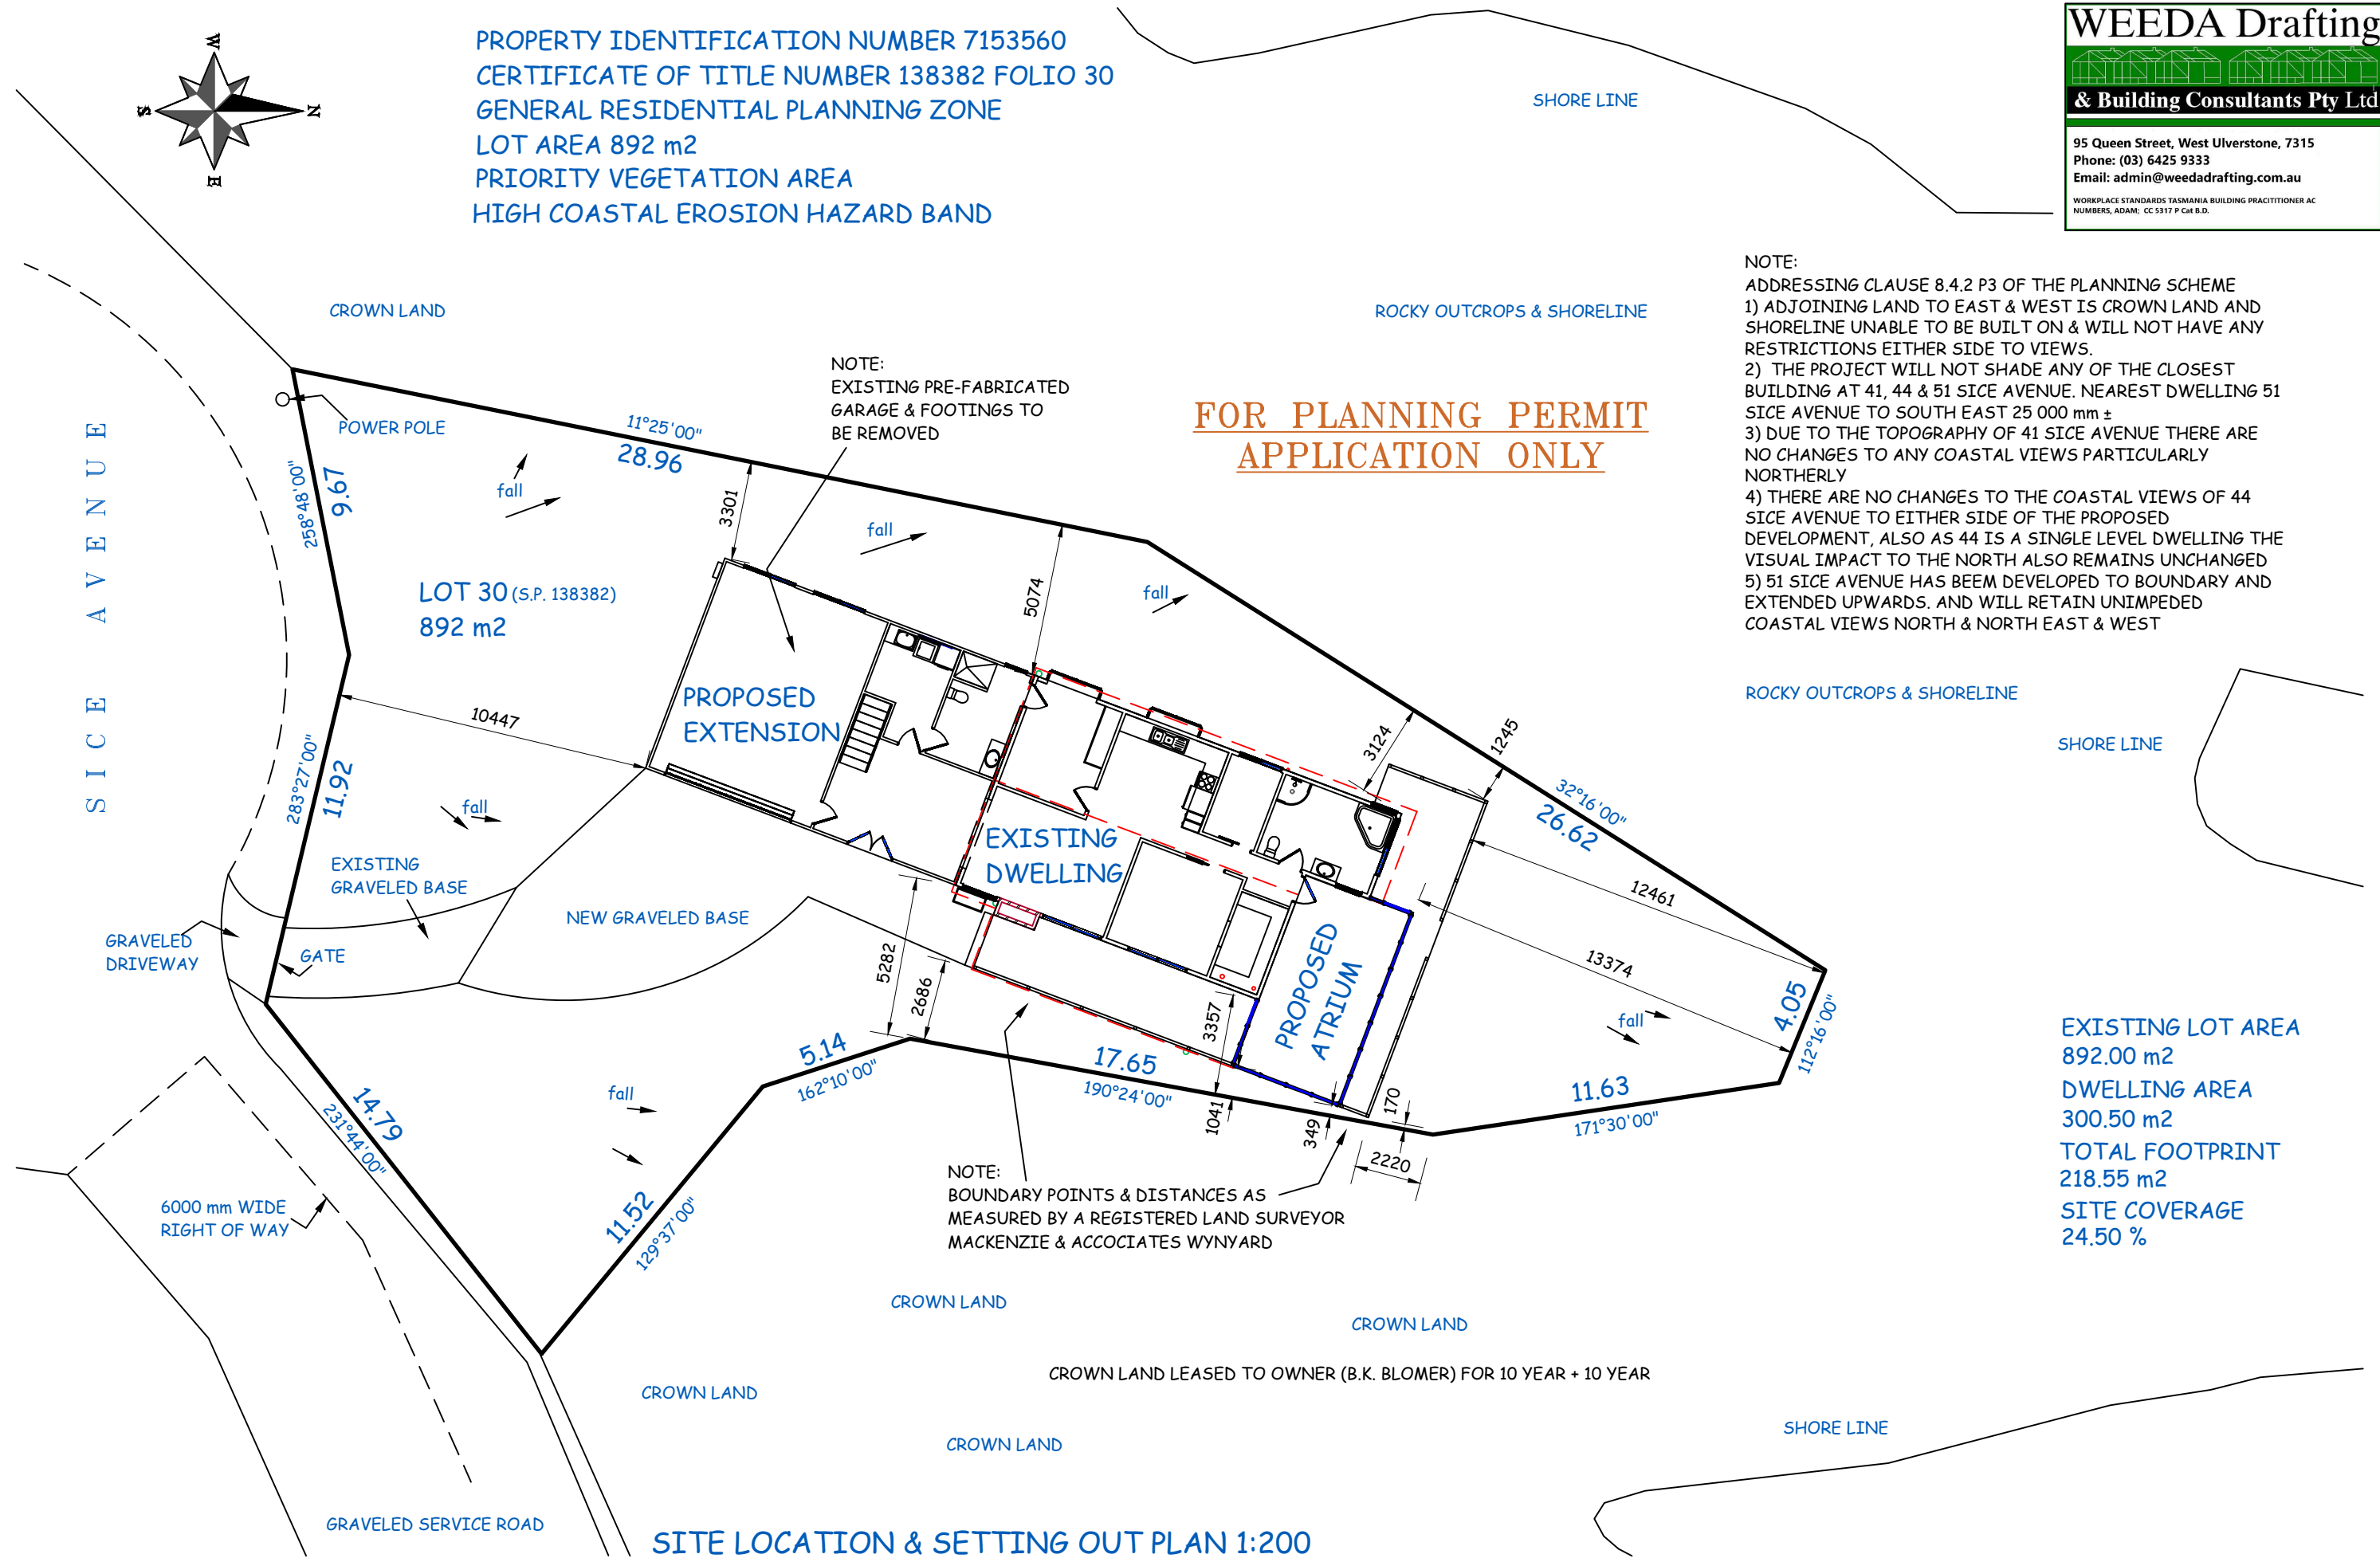 PROPERTY IDENTIFICATION NUMBER 7153560
CERTIFICATE OF TITLE NUMBER 138382 FOLIO 30
GENERAL RESIDENTIAL PLANNING ZONE
LOT AREA 892 m2
PRIORITY VEGETATION AREA
HIGH COASTAL EROSION HAZARD BAND
W
N
S
E
WEEDA Drafting
& Building Consultants Pty Ltd
95 Queen Street, West Ulverstone, 7315
Phone: (03) 6425 9333
Email: admin@weedadrafting.com.au
WORKPLACE STANDARDS TASMANIA BUILDING PRACITITIONER AC
NUMBERS, ADAM; CC 5317 P Cat B.D.
SHORE LINE
NOTE:
ADDRESSING CLAUSE 8.4.2 P3 OF THE PLANNING SCHEME
1) ADJOINING LAND TO EAST & WEST IS CROWN LAND AND
SHORELINE UNABLE TO BE BUILT ON & WILL NOT HAVE ANY
RESTRICTIONS EITHER SIDE TO VIEWS.
2) THE PROJECT WILL NOT SHADE ANY OF THE CLOSEST
BUILDING AT 41, 44 & 51 SICE AVENUE. NEAREST DWELLING 51
SICE AVENUE TO SOUTH EAST 25 000 mm ±
3) DUE TO THE TOPOGRAPHY OF 41 SICE AVENUE THERE ARE
NO CHANGES TO ANY COASTAL VIEWS PARTICULARLY
NORTHERLY
4) THERE ARE NO CHANGES TO THE COASTAL VIEWS OF 44
SICE AVENUE TO EITHER SIDE OF THE PROPOSED
DEVELOPMENT, ALSO AS 44 IS A SINGLE LEVEL DWELLING THE
VISUAL IMPACT TO THE NORTH ALSO REMAINS UNCHANGED
5) 51 SICE AVENUE HAS BEEM DEVELOPED TO BOUNDARY AND
EXTENDED UPWARDS. AND WILL RETAIN UNIMPEDED
COASTAL VIEWS NORTH & NORTH EAST & WEST
CROWN LAND
ROCKY OUTCROPS & SHORELINE
NOTE:
EXISTING PRE-FABRICATED
GARAGE & FOOTINGS TO
BE REMOVED
FOR PLANNING PERMIT
APPLICATION ONLY
POWER POLE
11°25'00"
28.96
258°48'00"
9.67
fall
3301
fall
5074
fall
SICE AVENUE
LOT 30 (S.P. 138382)
892 m2
PROPOSED
EXTENSION
10447
283°27'00"
11.92
fall
ROCKY OUTCROPS & SHORELINE
SHORE LINE
3124
1245
32°16'00"
26.62
EXISTING
DWELLING
12461
13374
EXISTING
GRAVELED BASE
NEW GRAVELED BASE
GRAVELED
DRIVEWAY
GATE
5282
2686
3357
PROPOSED
ATRIUM
fall
4.05
112°16'00"
5.14
162°10'00"
17.65
190°24'00"
1041
349
170
2220
11.63
171°30'00"
14.79
231°44'00"
fall
11.52
129°37'00"
EXISTING LOT AREA
892.00 m2
DWELLING AREA
300.50 m2
TOTAL FOOTPRINT
218.55 m2
SITE COVERAGE
24.50 %
NOTE:
BOUNDARY POINTS & DISTANCES AS
MEASURED BY A REGISTERED LAND SURVEYOR
MACKENZIE & ACCOCIATES WYNYARD
6000 mm WIDE
RIGHT OF WAY
CROWN LAND
CROWN LAND
CROWN LAND LEASED TO OWNER (B.K. BLOMER) FOR 10 YEAR + 10 YEAR
CROWN LAND
CROWN LAND
SHORE LINE
GRAVELED SERVICE ROAD
SITE LOCATION & SETTING OUT PLAN 1:200